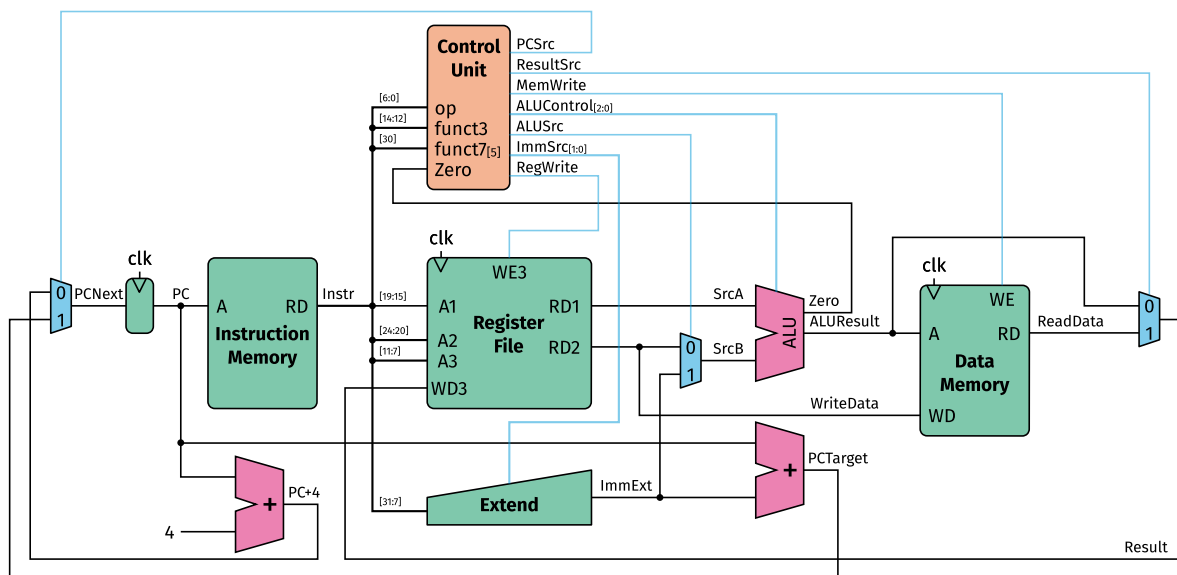 Control
Unit
PCSrc
ResultSrc
MemWrite
ALUControl[2:0]
ALUSrc
ImmSrc[1:0]
RegWrite
[6:0]
op
[14:12]
funct3
[30]
funct7[5]
Zero
clk
0
1
PCNext
clk
PC
A
RD
Instruction
Memory
Instr
[19:15]
[24:20]
[11:7]
WE3
A1
A2
A3
WD3
Register
File
RD1
RD2
0
1
SrcA
SrcB
ALU
Zero
ALUResult
clk
WE
A
RD
Data
Memory
WD
ReadData
0
1
WriteData
PCTarget
+
ImmExt
[31:7]
Extend
PC+4
+
4
Result